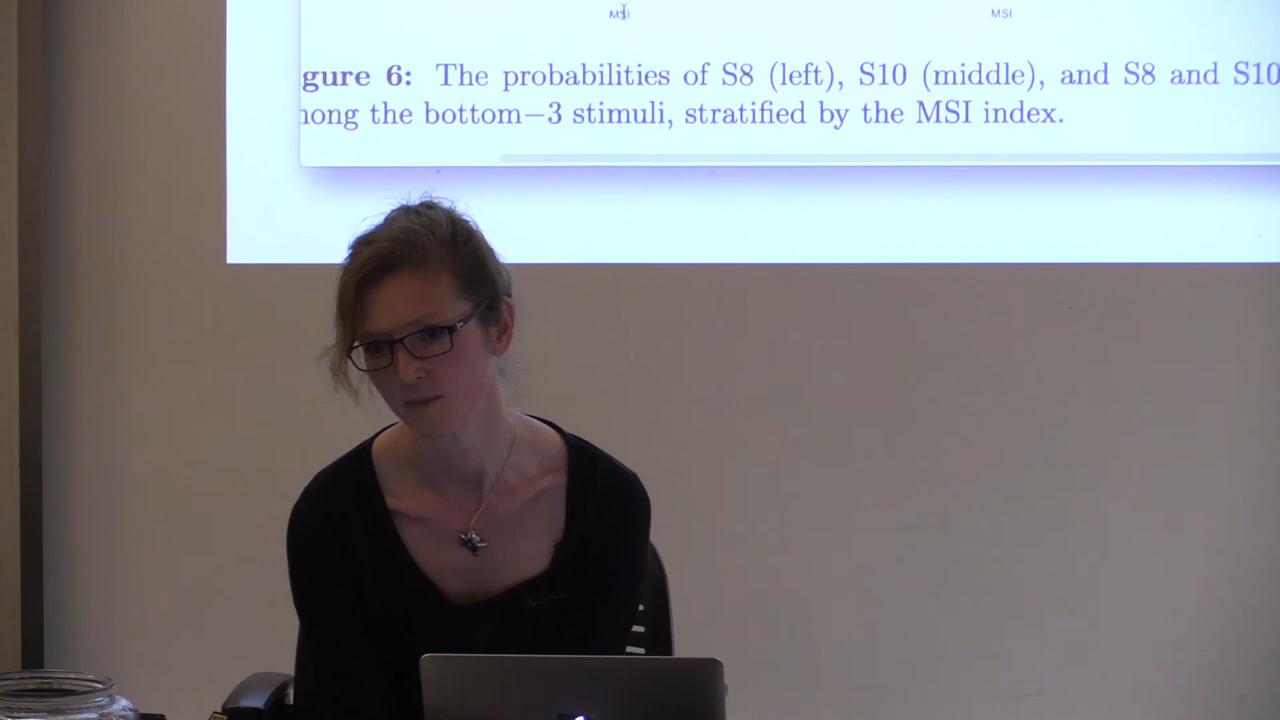 MSI MSI
gure 6: The probabilities of S8 (left), S10 (middle), and S8 and S10
nong the bottom−3 stimuli, stratified by the MSI index.